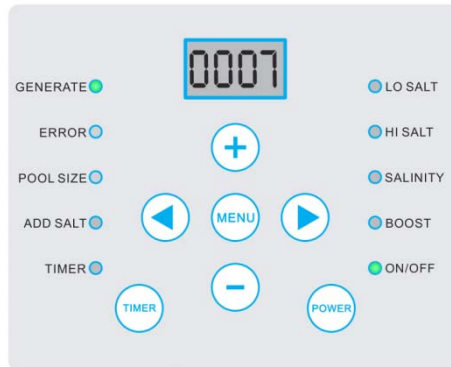 0007
GENERATE
LO SALT
ERROR
HI SALT
+
POOL SIZE
SALINITY
MENU
ADD SALT
BOOST
TIMER
ON/OFF
−
TIMER
POWER